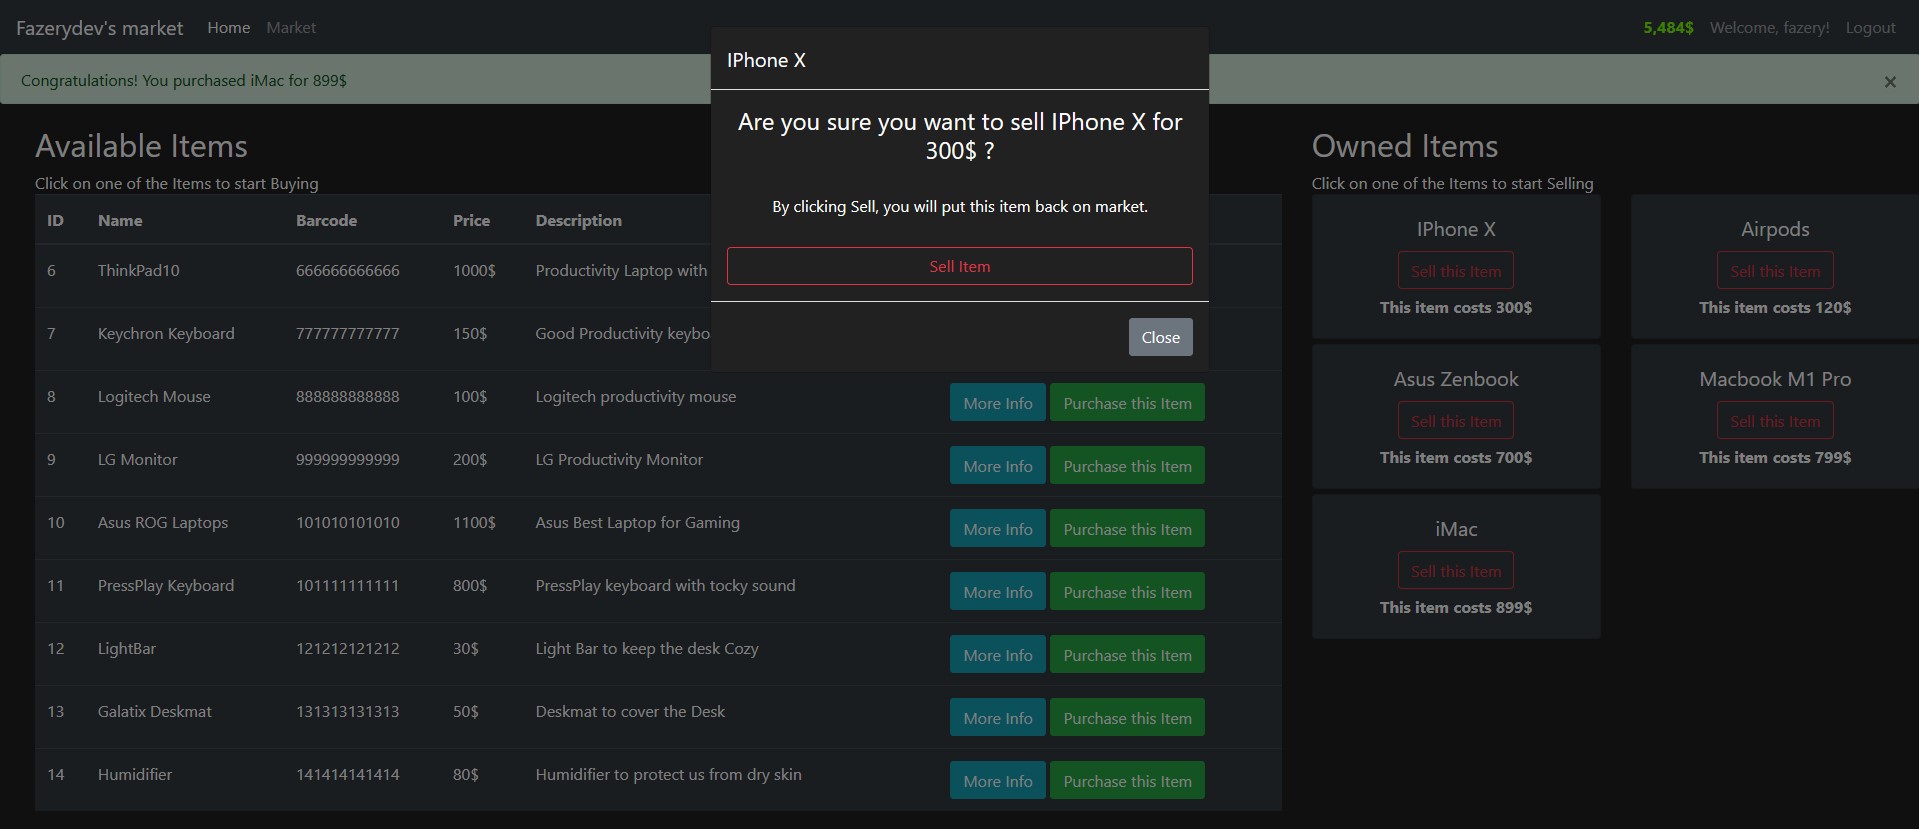 Fazerydev's market Home Market 5,484$ Welcome, fazery! Logout
Congratulations! You purchased iMac for 899$ ×
IPhone X
Are you sure you want to sell IPhone X for
300$ ?
By clicking Sell, you will put this item back on market.
Sell Item
Close
Available Items
Click on one of the Items to start Buying
ID Name Barcode Price Description
6 ThinkPad10 666666666666 1000$ Productivity Laptop with
7 Keychron Keyboard 777777777777 150$ Good Productivity
8 Logitech Mouse 888888888888 100$ Logitech productivity mouse More Info Purchase this Item
9 LG Monitor 999999999999 200$ LG Productivity Monitor More Info Purchase this Item
10 Asus ROG Laptops 101010101010 1100$ Asus Best Laptop for Gaming More Info Purchase this Item
11 PressPlay Keyboard 101111111111 800$ PressPlay keyboard with tocky sound More Info Purchase this Item
12 LightBar 121212121212 30$ Light Bar to keep the desk Cozy More Info Purchase this Item
13 Galatix Deskmat 131313131313 50$ Deskmat to cover the Desk More Info Purchase this Item
14 Humidifier 141414141414 80$ Humidifier to protect us from dry skin More Info Purchase this Item
Owned Items
Click on one of the Items to start Selling
IPhone X
Sell this Item
This item costs 300$
Airpods
Sell this Item
This item costs 120$
Asus Zenbook
Sell this Item
This item costs 700$
Macbook M1 Pro
Sell this Item
This item costs 799$
iMac
Sell this Item
This item costs 899$